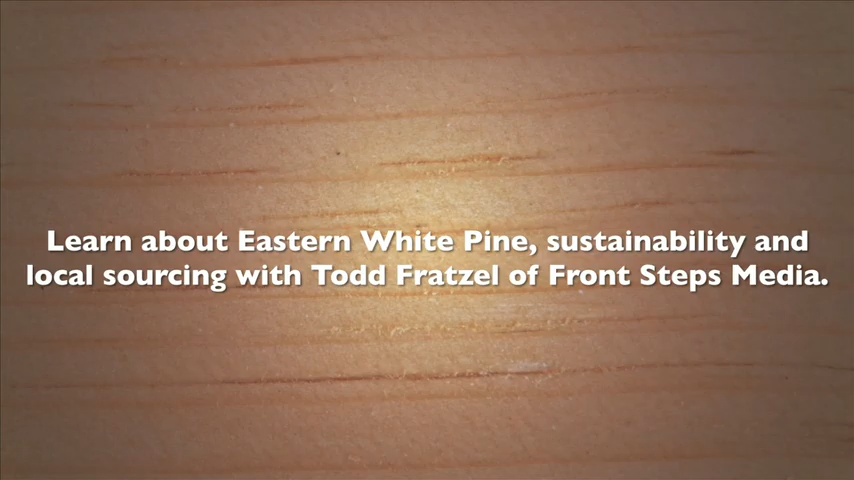 Learn about Eastern White Pine, sustainability and
local sourcing with Todd Fratzel of Front Steps Media.